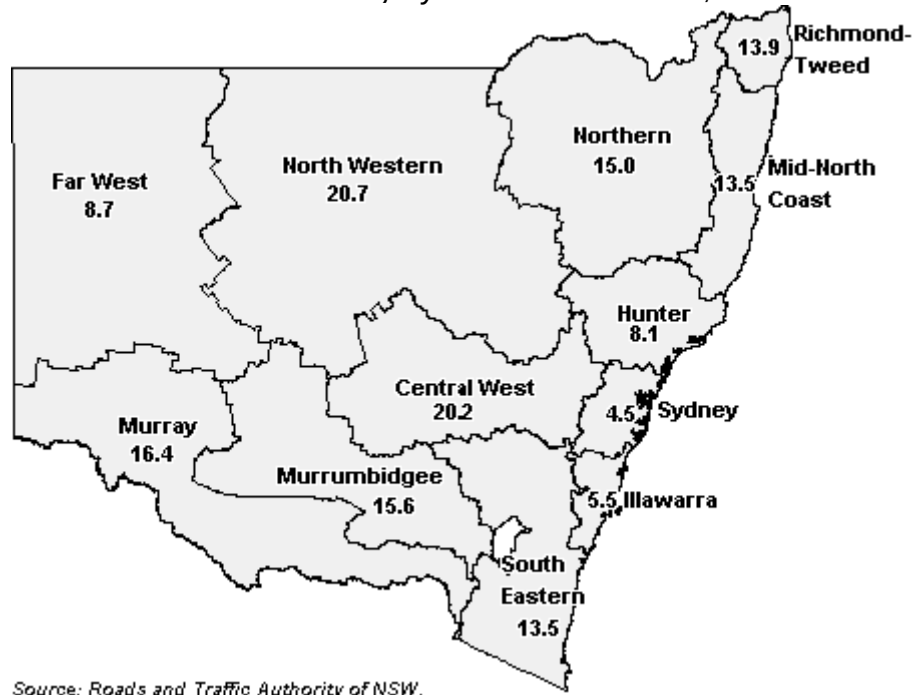 Richmond-
Tweed
13.9
Northern
15.0
Mid-North
Coast
13.5
North Western
20.7
Far West
8.7
Hunter
8.1
Central West
20.2
Sydney
4.5
Murray
16.4
Murrumbidgee
15.6
5.5 Illawarra
South
Eastern
13.5
Source: Roads and Traffic Authority of NSW.